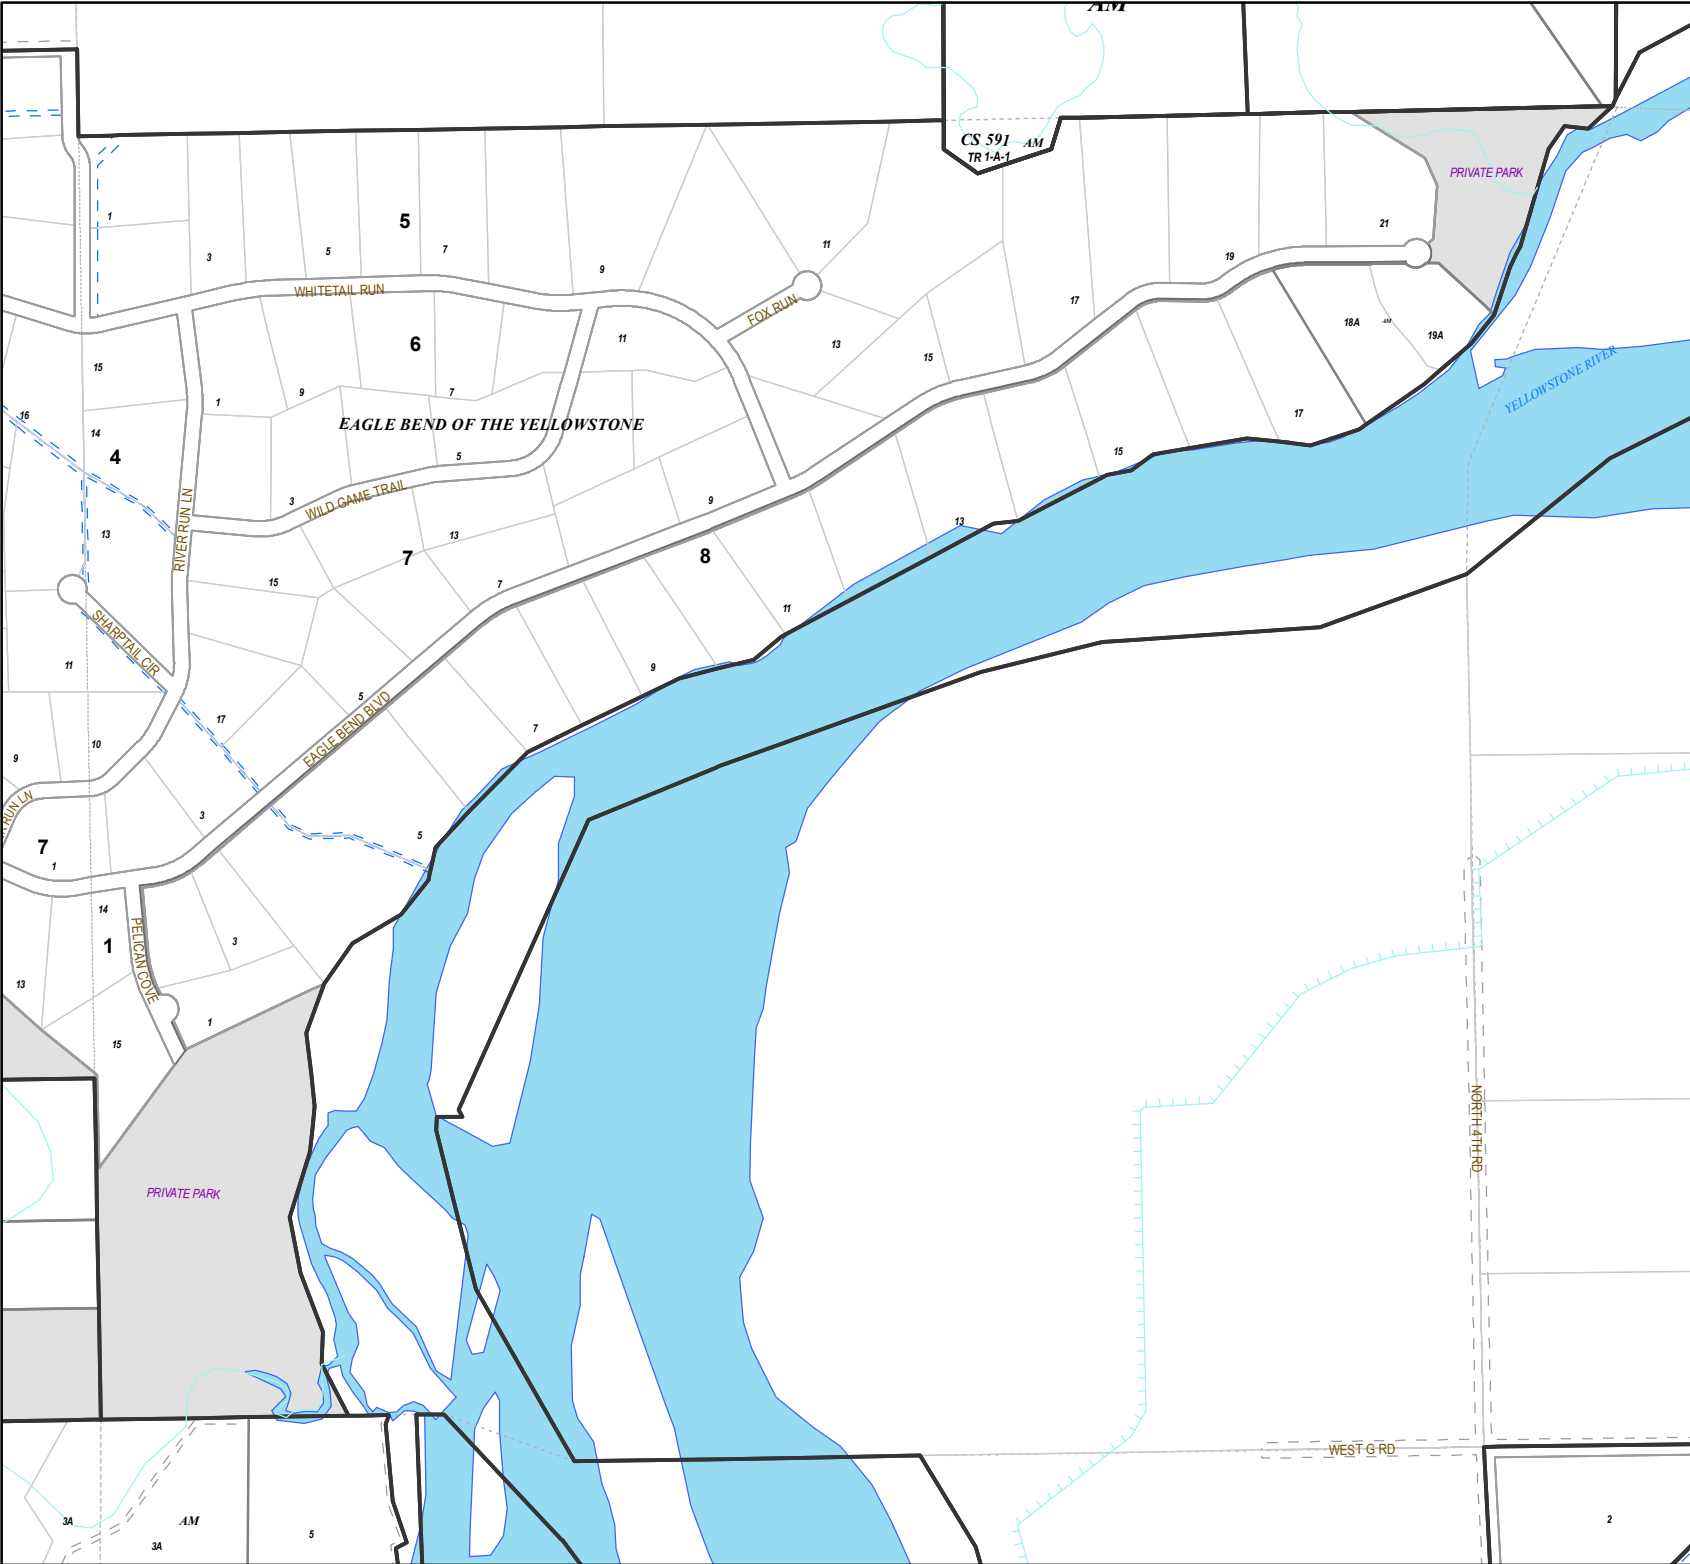 AM
CS 591 AM
TR 1-A-1
PRIVATE PARK
5
1
3
5
7
9
11
21
19
17
WHITETAIL RUN
FOX RUN
6
11
13
15
18A
AM
19A
YELLOWSTONE RIVER
15
16
14
4
1
9
7
EAGLE BEND OF THE YELLOWSTONE
5
3
WILD GAME TRAIL
9
17
15
13
RIVER RUN LN
13
13
7
8
15
7
11
SHARPTAIL CIR
11
9
17
5
EAGLE BEND BLVD
7
10
9
RUN LN
3
5
7
1
14
1
PELICAN COVE
3
13
1
15
PRIVATE PARK
NORTH 4TH RD
WEST G RD
3A
AM
3A
5
2